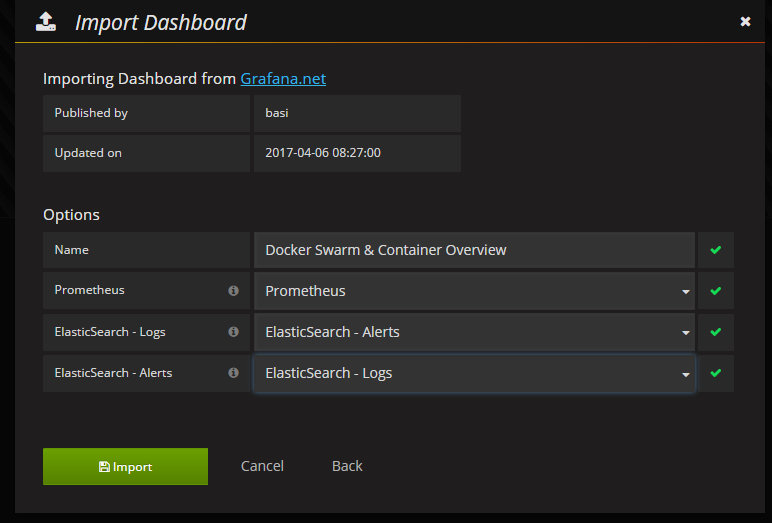 Import Dashboard
Importing Dashboard from Grafana.net
Published by basi
Updated on 2017-04-06 08:27:00
Options
Name Docker Swarm & Container Overview
Prometheus Prometheus
ElasticSearch - Logs ElasticSearch - Alerts
ElasticSearch - Alerts ElasticSearch - Logs
Import Cancel Back